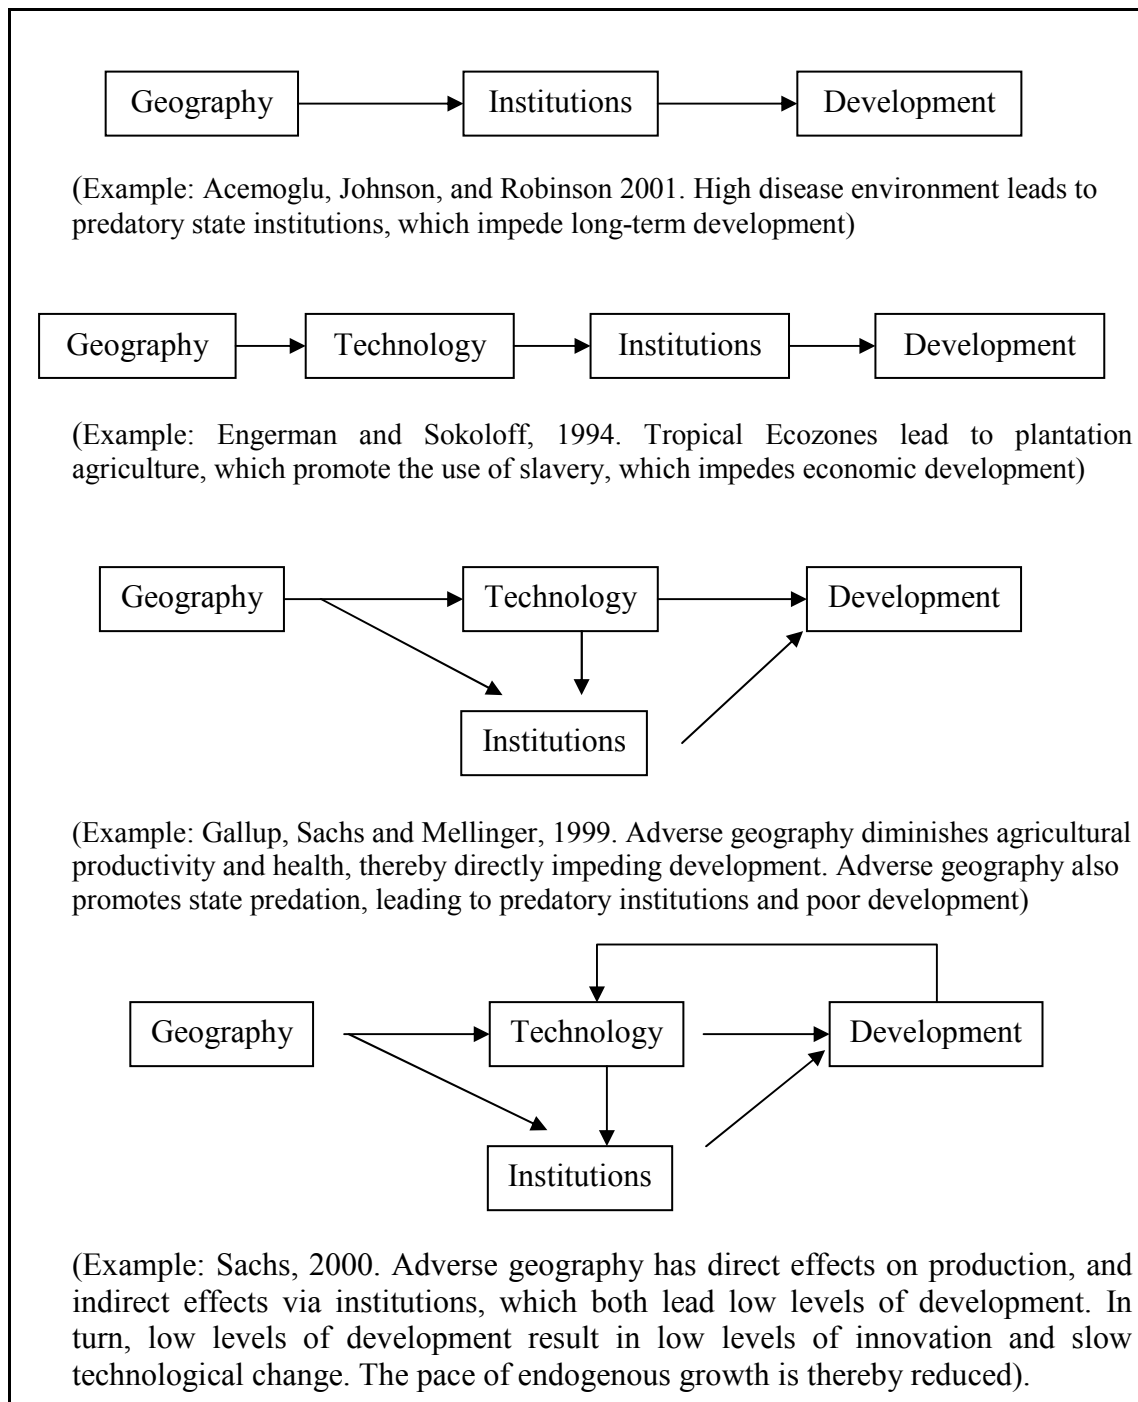 Geography Institutions Development
(Example: Acemoglu, Johnson, and Robinson 2001. High disease environment leads to
predatory state institutions, which impede long-term development)
Geography Technology Institutions Development
(Example: Engerman and Sokoloff, 1994. Tropical Ecozones lead to plantation
agriculture, which promote the use of slavery, which impedes economic development)
Geography Technology Development
Institutions
(Example: Gallup, Sachs and Mellinger, 1999. Adverse geography diminishes agricultural
productivity and health, thereby directly impeding development. Adverse geography also
promotes state predation, leading to predatory institutions and poor development)
Geography Technology Development
Institutions
(Example: Sachs, 2000. Adverse geography has direct effects on production, and
indirect effects via institutions, which both lead low levels of development. In
turn, low levels of development result in low levels of innovation and slow
technological change. The pace of endogenous growth is thereby reduced).